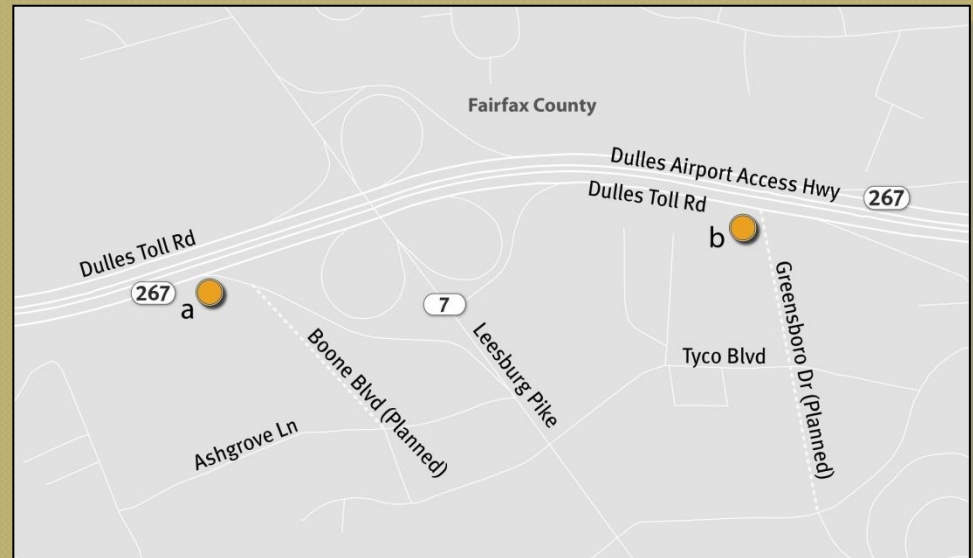 Fairfax County
Dulles Airport Access Hwy
267
Dulles Toll Rd
b
Dulles Toll Rd
267
a
7
Greensboro Dr (Planned)
Boone Blvd (Planned)
Leesburg Pike
Tyco Blvd
Ashgrove Ln